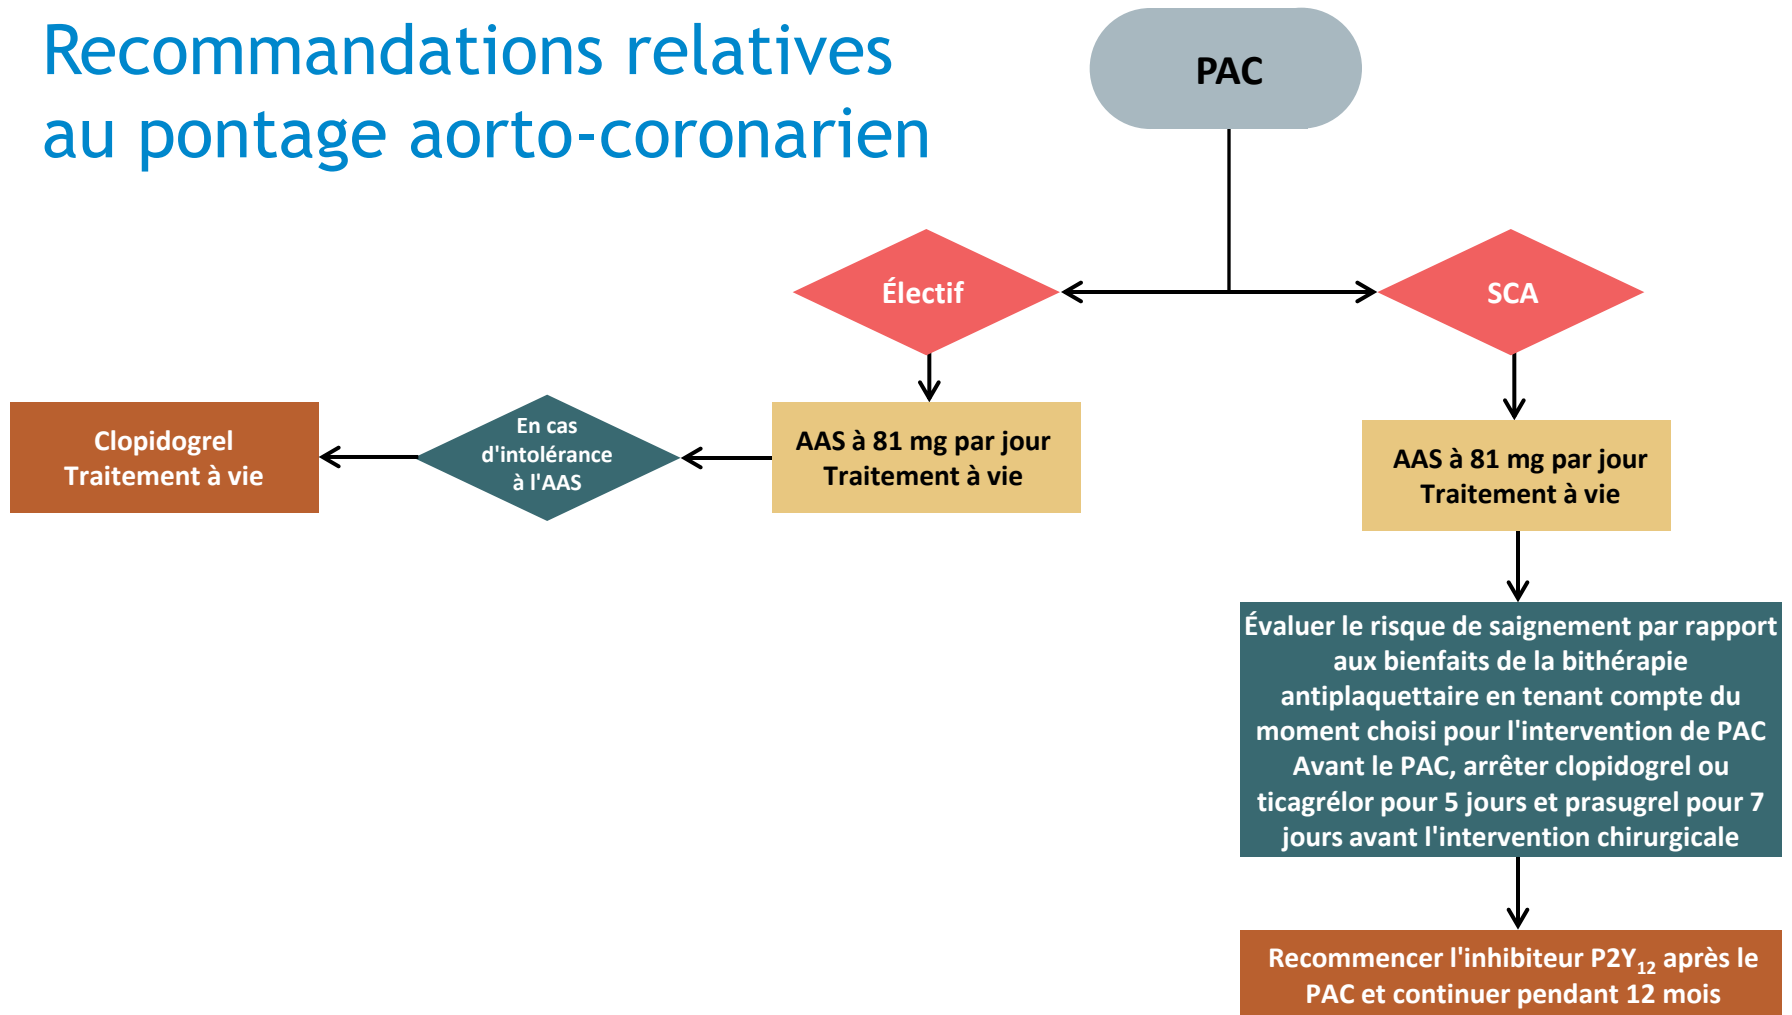 Recommandations relatives
au pontage aorto-coronarien
PAC
Électif
SCA
Clopidogrel
Traitement à vie
En cas
d'intolérance
à l'AAS
AAS à 81 mg par jour
Traitement à vie
AAS à 81 mg par jour
Traitement à vie
Évaluer le risque de saignement par rapport
aux bienfaits de la bithérapie
antiplaquettaire en tenant compte du
moment choisi pour l'intervention de PAC
Avant le PAC, arrêter clopidogrel ou
ticagrélor pour 5 jours et prasugrel pour 7
jours avant l'intervention chirurgicale
Recommencer l'inhibiteur P2Y₁₂ après le
PAC et continuer pendant 12 mois